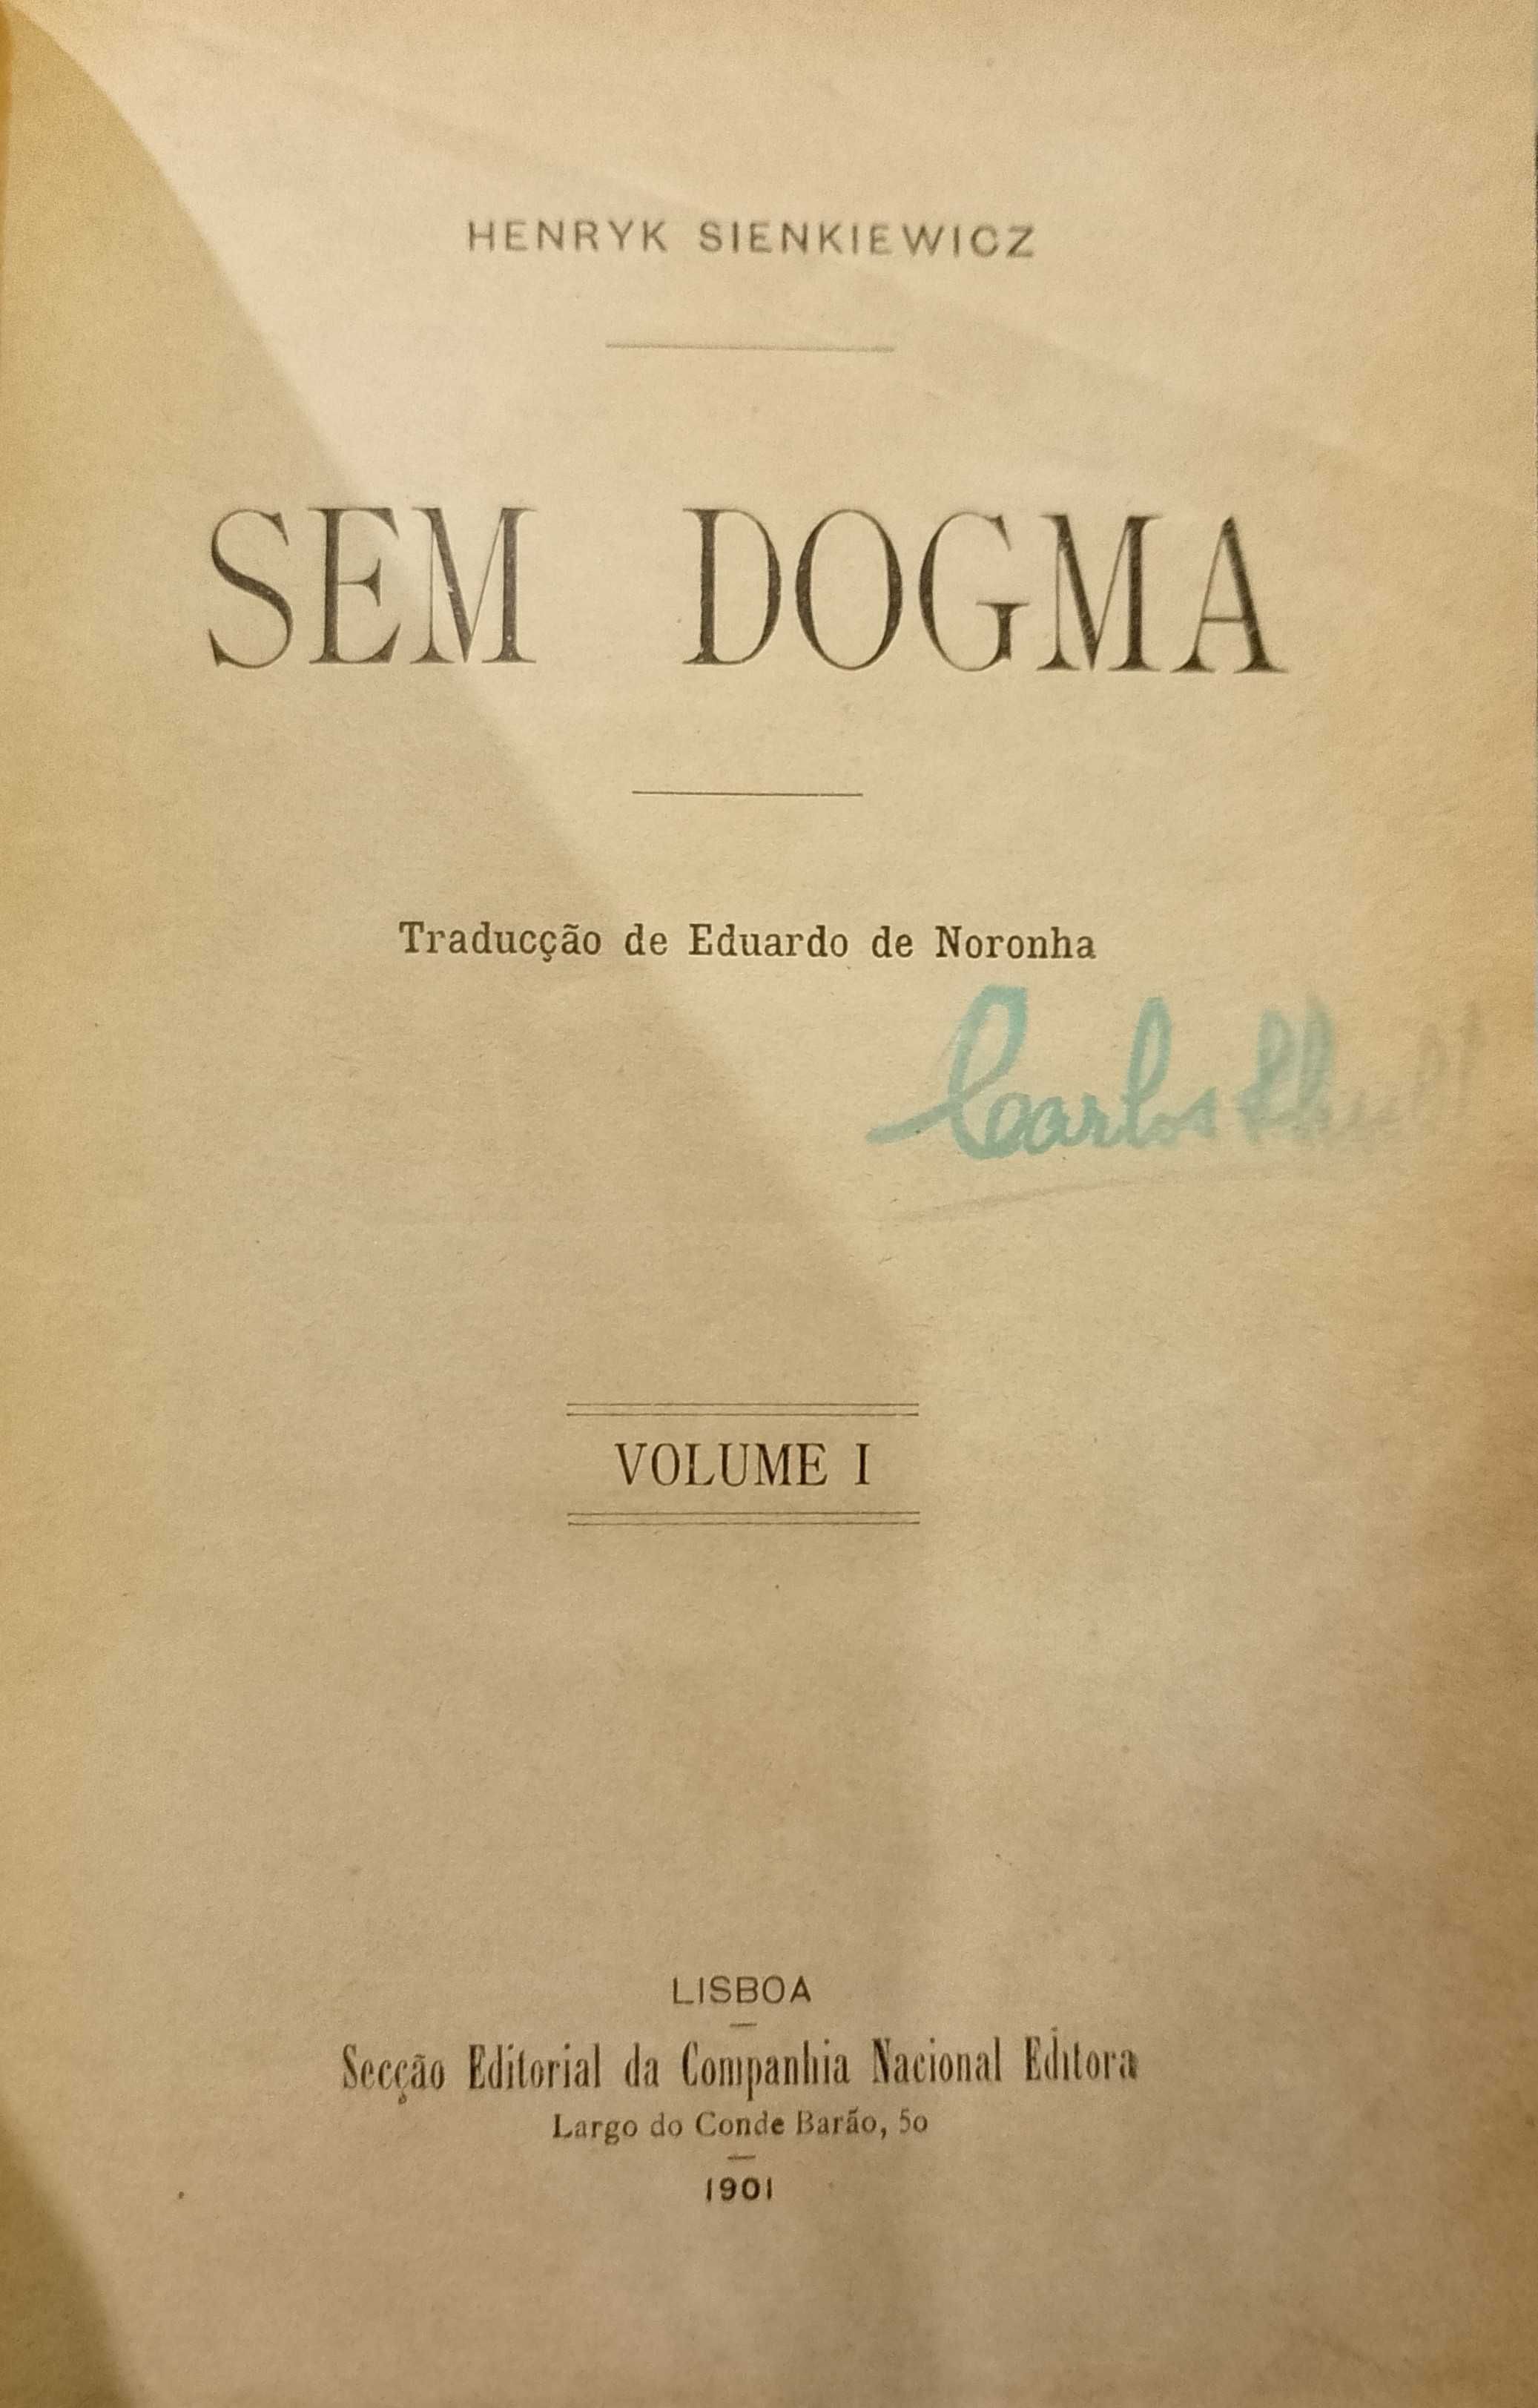 HENRYK SIENKIEWICZ
SEM DOGMA
Traducção de Eduardo de Noronha
Carlos
VOLUME I
LISBOA
Secção Editorial da Companhia Nacional Editora
Largo do Conde Barão, 50
1901